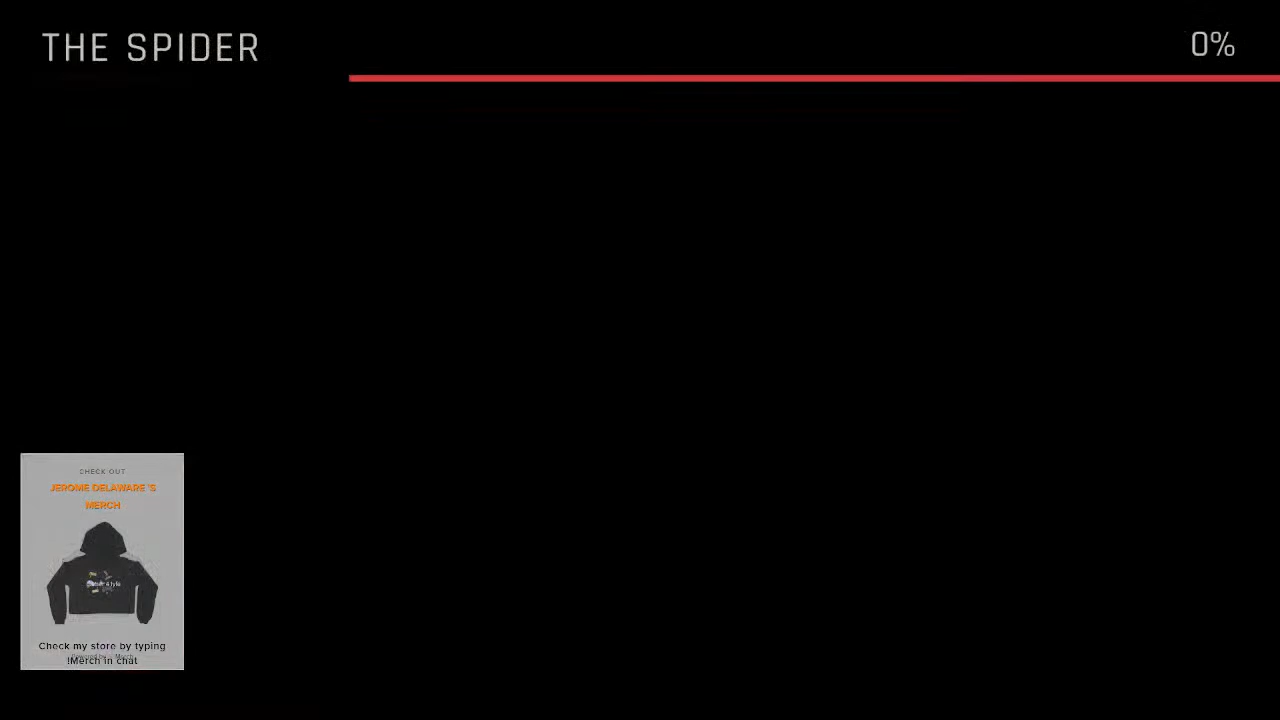 THE SPIDER
0%
CHECK OUT
JEROME DELAWARE 'S
MERCH
Check my store by typing
!Merch in chat